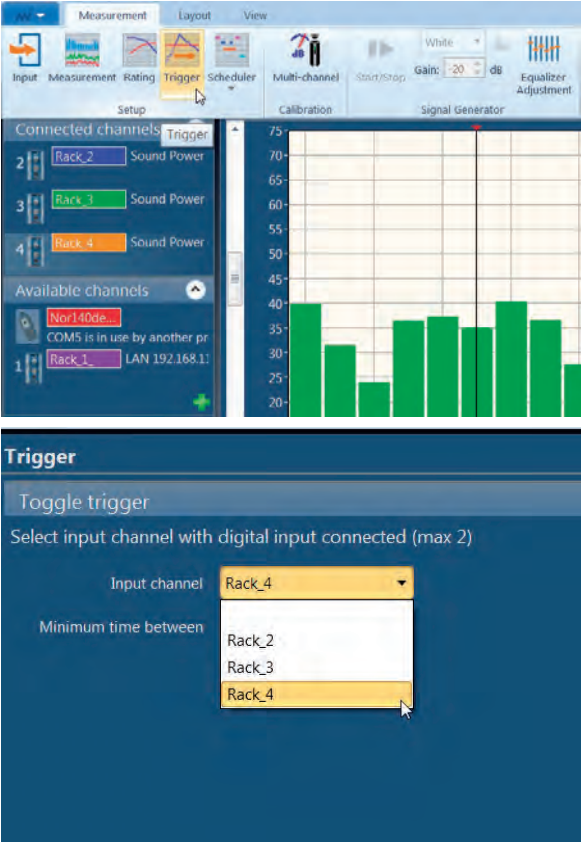 Measurement Layout View
Input Measurement Rating Trigger Scheduler Multi-channel Start/Stop White Gain: -20 dB Equalizer Adjustment
Setup Calibration Signal Generator
Trigger
Connected channels
2 Rack_2 Sound Power
3 Rack_3 Sound Power
4 Rack_4 Sound Power
Available channels
Nor140de...
COM5 is in use by another pr
1 Rack_1_ LAN 192.168.1
75
70
65
60
55
50
45
40
35
30
25
20
Trigger
Toggle trigger
Select input channel with digital input connected (max 2)
Input channel Rack_4
Minimum time between
Rack_2
Rack_3
Rack_4